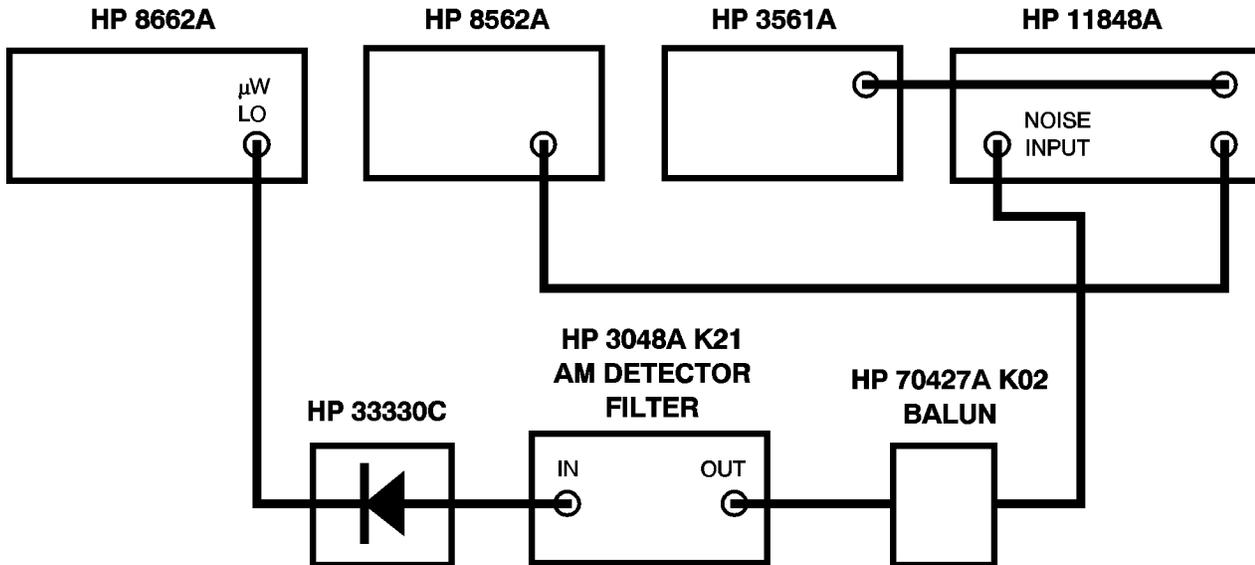 HP 8662A
HP 8562A
HP 3561A
HP 11848A
µW
LO
NOISE
INPUT
HP 3048A K21
AM DETECTOR
FILTER
HP 70427A K02
BALUN
HP 33330C
IN
OUT